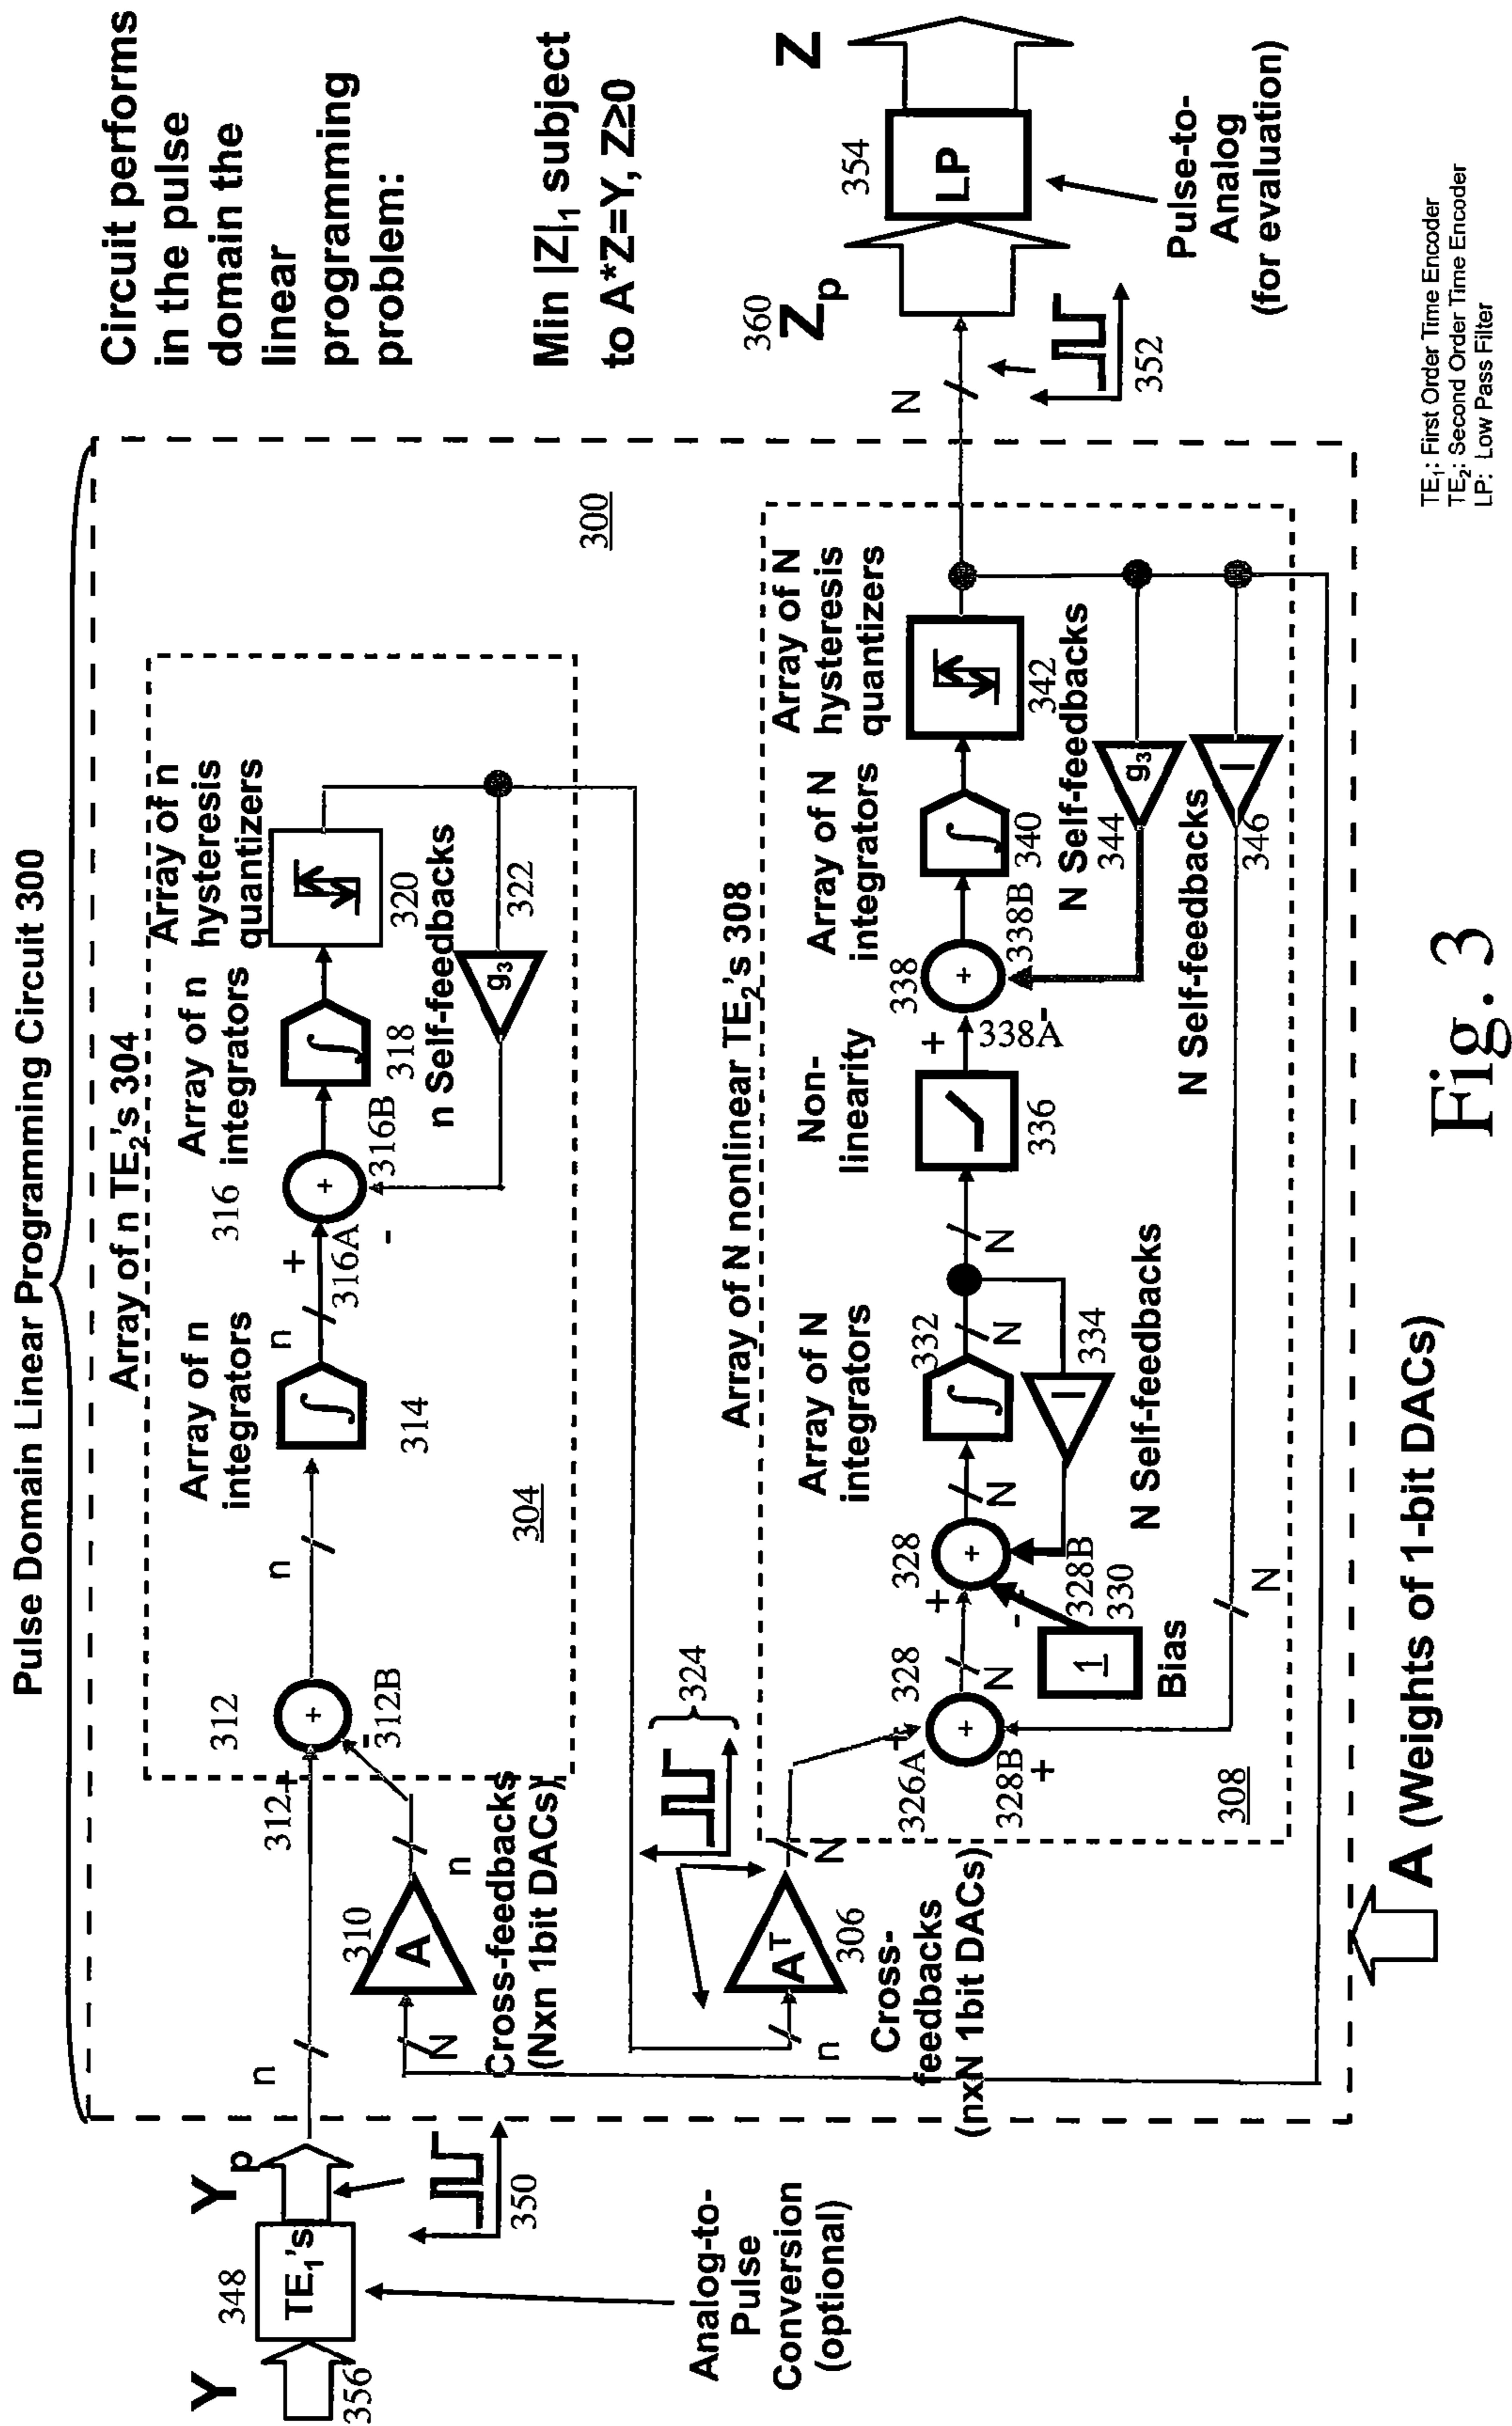 Pulse Domain Linear Programming Circuit 300
Circuit performs
in the pulse
domain the
linear
programming
problem:
Min |Z|₁ subject
to A*Z=Y, Z≥0
Array of n TE₂'s 304
Y
356
348
TE₁'s
Yp
350
Analog-to-
Pulse
Conversion
(optional)
n
312+
312
+
-
312B
n
Array of n
integrators
∫
314
n
+
316A
-
316
+
316B
Array of n
integrators
∫
318
Array of n
hysteresis
quantizers
320
322
g₃
n Self-feedbacks
304
300
310
A
N
n
Cross-feedbacks
(Nxn 1bit DACs)
324
n
Aᵀ
306
N
Cross-
feedbacks
(nxN 1bit DACs)
Array of N nonlinear TE₂'s 308
326A
+
+
328B
+
328
N
+
-
328
+
328B
330
1
Bias
N
Array of N
integrators
332
∫
N
334
I
N Self-feedbacks
N
Non-
linearity
336
+
338A
-
338
+
338B
Array of N
integrators
∫
340
Array of N
hysteresis
quantizers
342
N Self-feedbacks
344
g₃
N Self-feedbacks
346
I
N
308
N
352
360
Zp
354
LP
Z
Pulse-to-
Analog
(for evaluation)
A (Weights of 1-bit DACs)
TE₁: First Order Time Encoder
TE₂: Second Order Time Encoder
LP: Low Pass Filter
Fig. 3